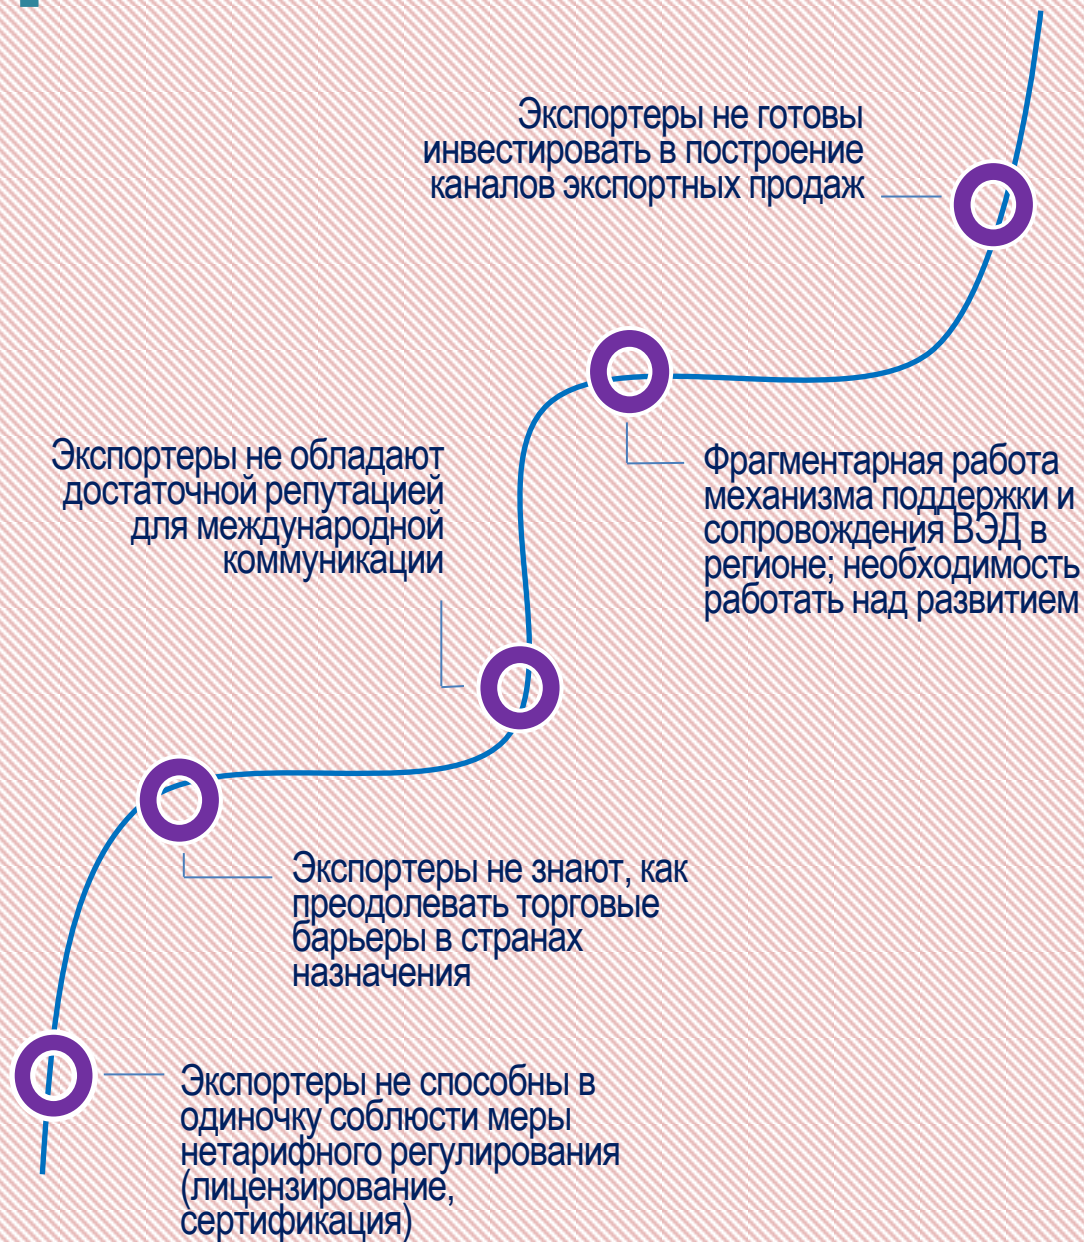 Экспортеры не готовы
инвестировать в построение
каналов экспортных продаж
Экспортеры не обладают
достаточной репутацией
для международной
коммуникации
Фрагментарная работа
механизма поддержки и
сопровождения ВЭД в
регионе; необходимость
работать над развитием
Экспортеры не знают, как
преодолевать торговые
барьеры в странах
назначения
Экспортеры не способны в
одиночку соблюсти меры
нетарифного регулирования
(лицензирование,
сертификация)